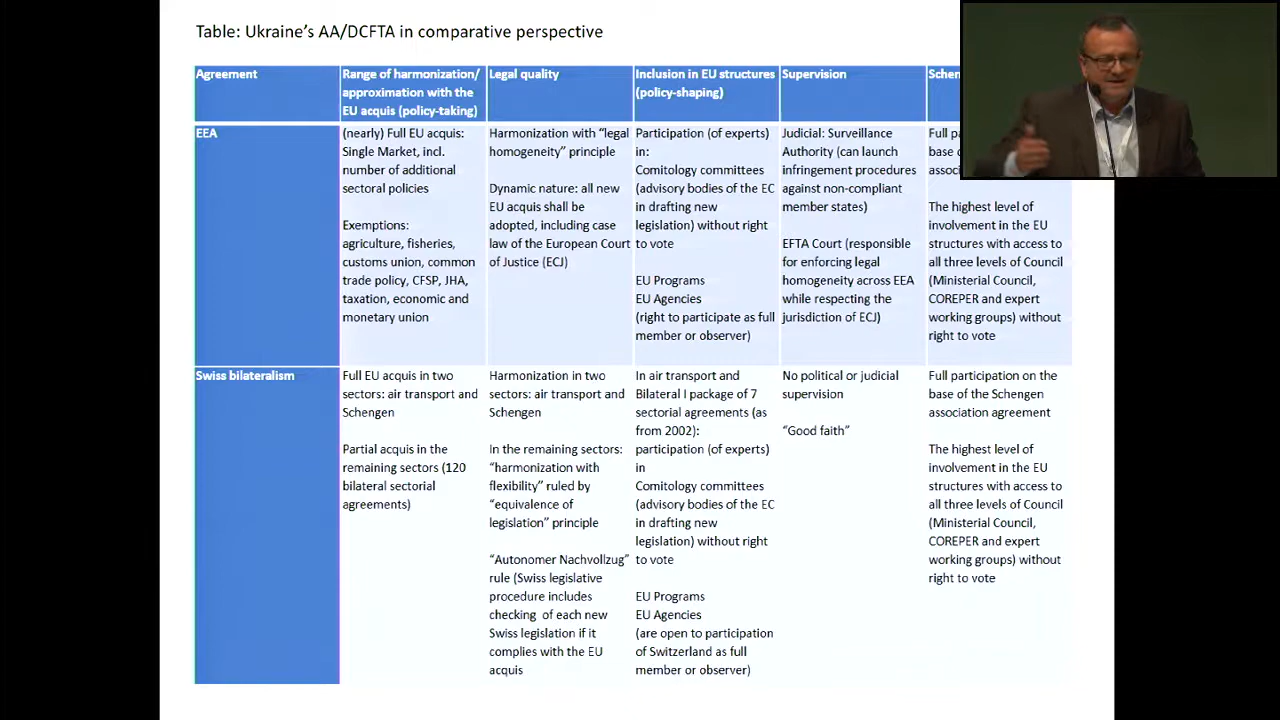 Table: Ukraine's AA/DCFTA in comparative perspective
Agreement
Range of harmonization/
approximation with the
EU acquis (policy-taking)
Legal quality
Inclusion in EU structures
(policy-shaping)
Supervision
EEA
(nearly) Full EU acquis:
Single Market, incl.
number of additional
sectoral policies
Exemptions:
agriculture, fisheries,
customs union, common
trade policy, CFSP, JHA,
taxation, economic and
monetary union
Harmonization with "legal
homogeneity" principle
Dynamic nature: all new
EU acquis shall be
adopted, including case
law of the European Court
of Justice (ECJ)
Participation (of experts)
in:
Comitology committees
(advisory bodies of the EC
in drafting new
legislation) without right
to vote
EU Programs
EU Agencies
(right to participate as full
member or observer)
Judicial: Surveillance
Authority (can launch
infringement procedures
against non-compliant
member states)
EFTA Court (responsible
for enforcing legal
homogeneity across EEA
while respecting the
jurisdiction of ECJ)
Full
base
The highest level of
involvement in the EU
structures with access to
all three levels of Council
(Ministerial Council,
COREPER and expert
working groups) without
right to vote
Swiss bilateralism
Full EU acquis in two
sectors: air transport and
Schengen
Partial acquis in the
remaining sectors (120
bilateral sectorial
agreements)
Harmonization in two
sectors: air transport and
Schengen
In the remaining sectors:
"harmonization with
flexibility" ruled by
"equivalence of
legislation" principle
"Autonomer Nachvollzug"
rule (Swiss legislative
procedure includes
checking of each new
Swiss legislation if it
complies with the EU
acquis
In air transport and
Bilateral I package of 7
sectorial agreements (as
from 2002):
participation (of experts)
in
Comitology committees
(advisory bodies of the EC
in drafting new
legislation) without right
to vote
EU Programs
EU Agencies
(are open to participation
of Switzerland as full
member or observer)
No political or judicial
supervision
"Good faith"
Full participation on the
base of the Schengen
association agreement
The highest level of
involvement in the EU
structures with access to
all three levels of Council
(Ministerial Council,
COREPER and expert
working groups) without
right to vote